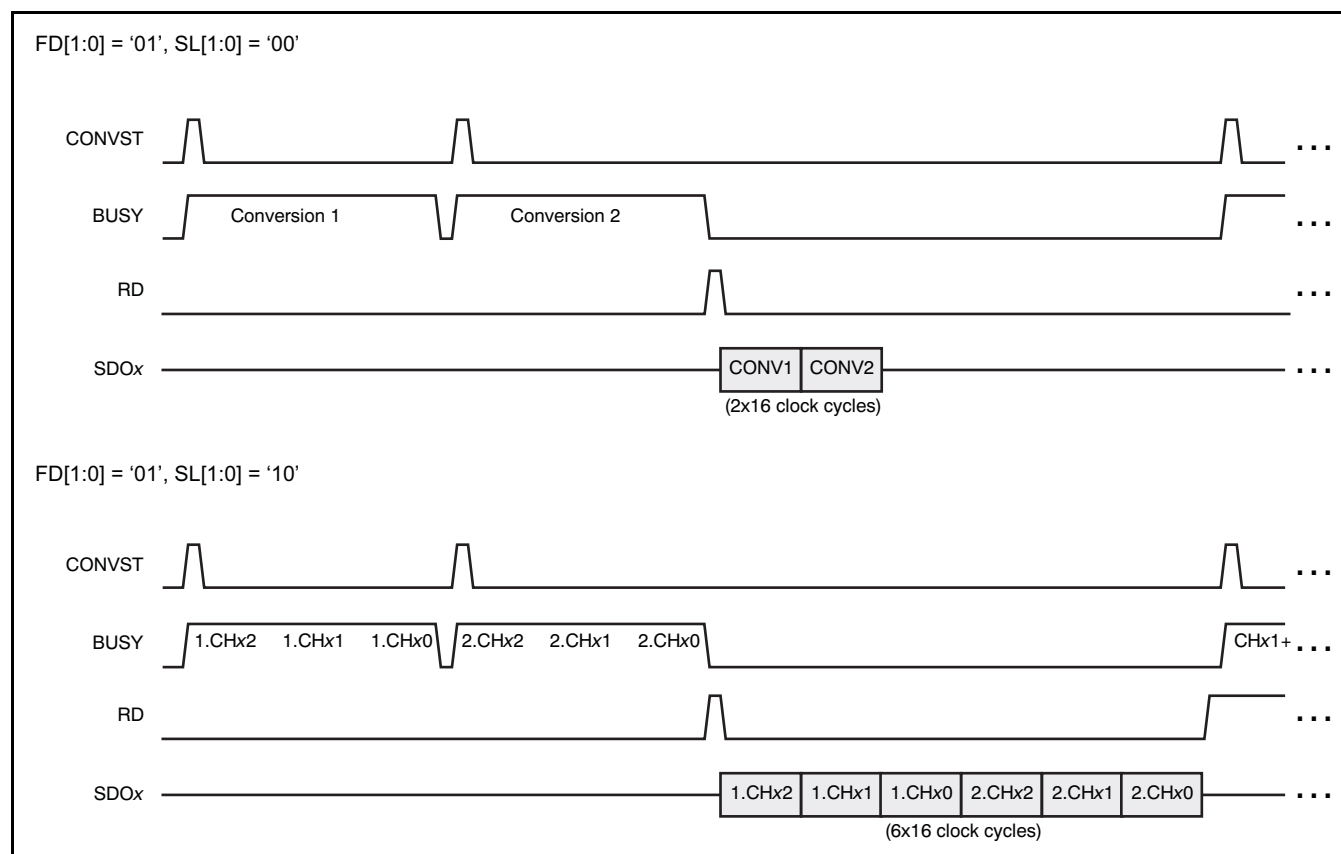 FD[1:0] = ‘01’, SL[1:0] = ‘00’
CONVST
...
BUSY Conversion 1 Conversion 2
...
RD
...
SDOx CONV1 CONV2
...
(2x16 clock cycles)
FD[1:0] = ‘01’, SL[1:0] = ‘10’
CONVST
...
BUSY 1.CHx2 1.CHx1 1.CHx0 2.CHx2 2.CHx1 2.CHx0 CHx1+
...
RD
...
SDOx 1.CHx2 1.CHx1 1.CHx0 2.CHx2 2.CHx1 2.CHx0
...
(6x16 clock cycles)